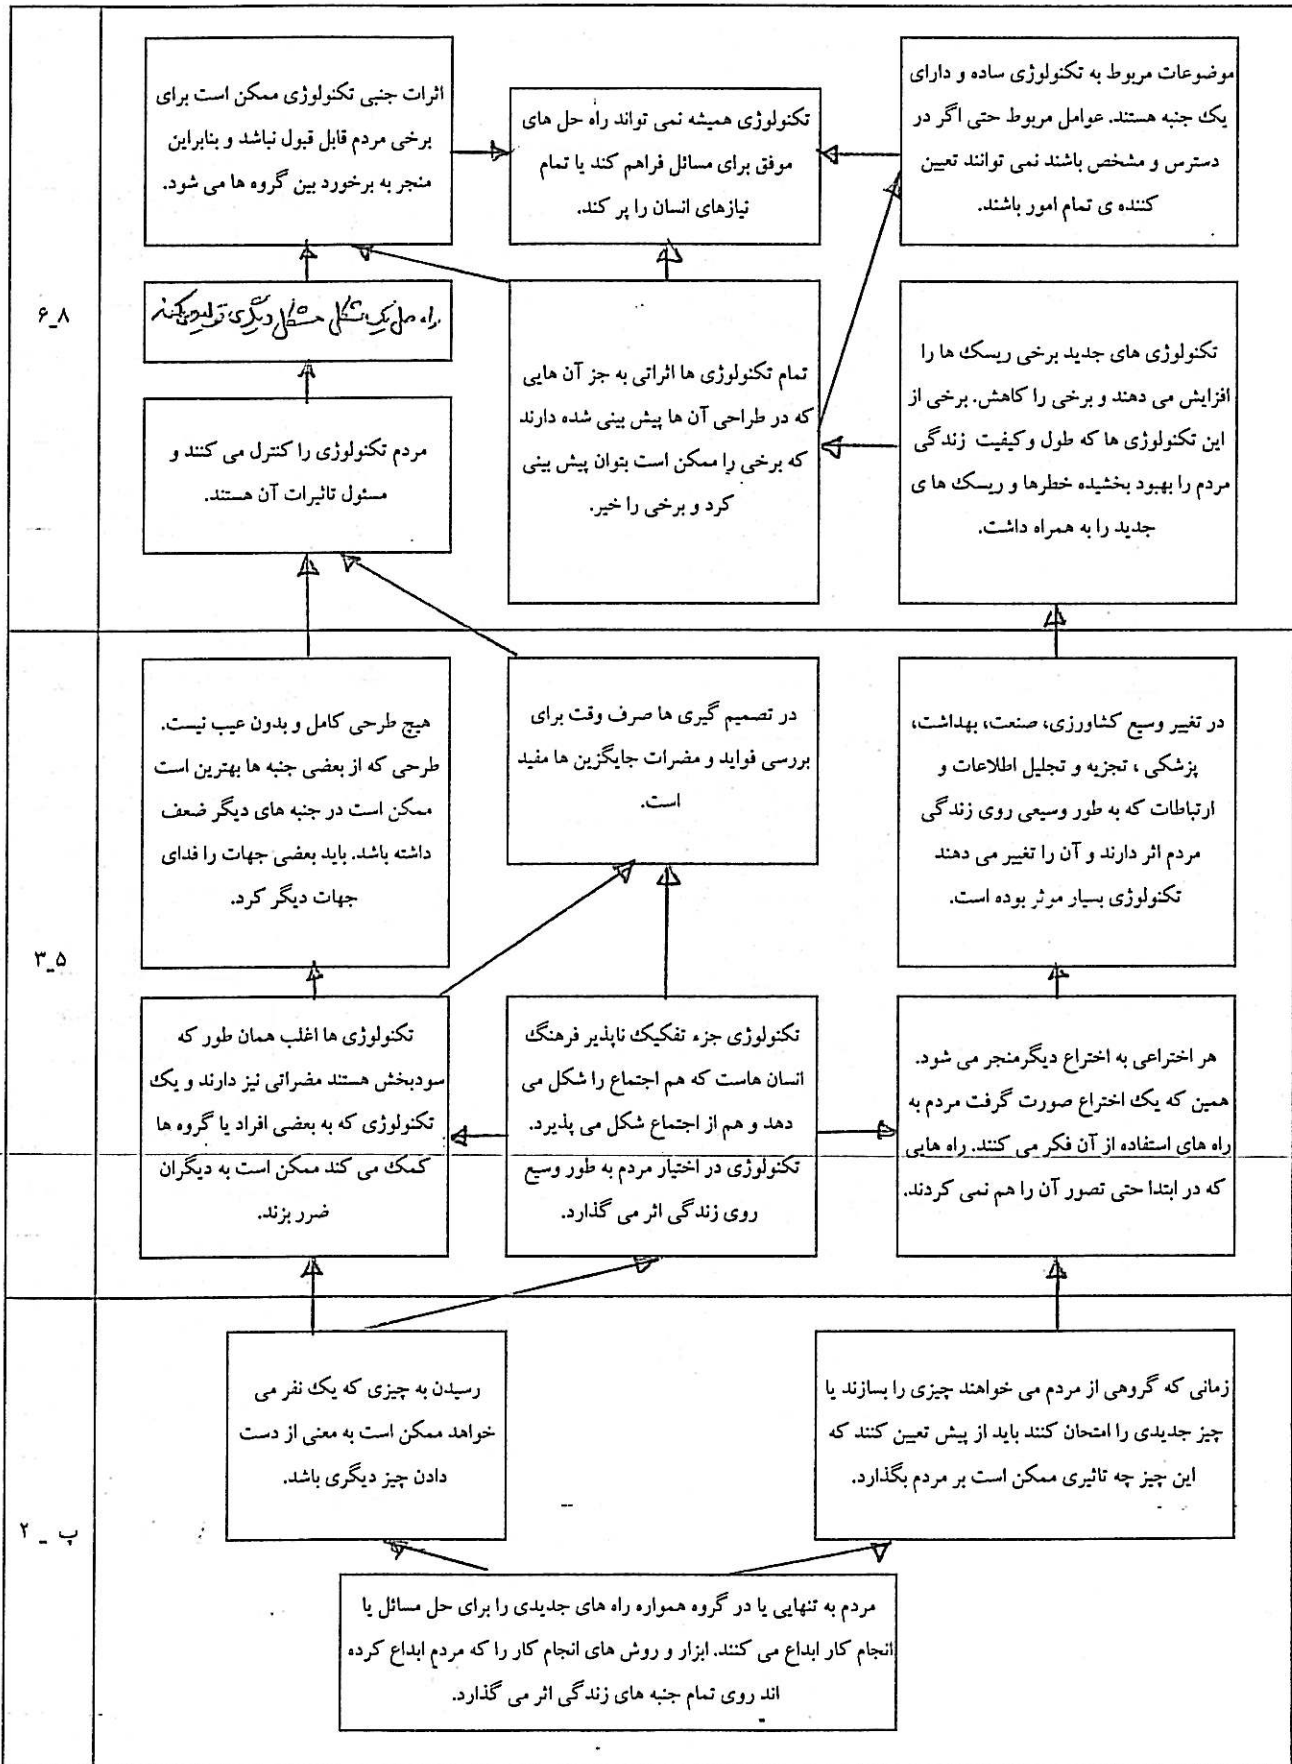 موضوعات مربوط به تکنولوژی ساده و دارای
یک جنبه هستند. عوامل مربوط حتی اگر در
دسترس و مشخص باشند نمی توانند تعیین
کننده ی تمام امور باشند.
تکنولوژی همیشه نمی تواند راه حل های
موفق برای مسائل فراهم کند یا تمام
نیازهای انسان را پر کند.
اثرات جنبی تکنولوژی ممکن است برای
برخی مردم قابل قبول نباشد و بنابراین
منجر به برخورد بین گروه ها می شود.
راه حل یک مشکل مشکل دیگری تولید می کند
۶_۸
تکنولوژی های جدید برخی ریسک ها را
افزایش می دهند و برخی را کاهش. برخی از
این تکنولوژی ها که طول وکیفیت زندگی
مردم را بهبود بخشیده خطرها و ریسک ها ی
جدید را به همراه داشت.
تمام تکنولوژی ها اثراتی به جز آن هایی
که در طراحی آن ها پیش بینی شده دارند
که برخی را ممکن است بتوان پیش بینی
کرد و برخی را خیر.
مردم تکنولوژی را کنترل می کنند و
مسئول تاثیرات آن هستند.
در تغییر وسیع کشاورزی، صنعت، بهداشت،
پزشکی ، تجزیه و تجلیل اطلاعات و
ارتباطات که به طور وسیعی روی زندگی
مردم اثر دارند و آن را تغییر می دهند
تکنولوژی بسیار موثر بوده است.
در تصمیم گیری ها صرف وقت برای
بررسی فواید و مضرات جایگزین ها مفید
است.
هیچ طرحی کامل و بدون عیب نیست.
طرحی که از بعضی جنبه ها بهترین است
ممکن است در جنبه های دیگر ضعف
داشته باشد. باید بعضی جهات را فدای
جهات دیگر کرد.
۳_۵
هر اختراعی به اختراع دیگرمنجر می شود.
همین که یک اختراع صورت گرفت مردم به
راه های استفاده از آن فکر می کنند. راه هایی
که در ابتدا حتی تصور آن را هم نمی کردند.
تکنولوژی جزء تفکیک ناپذیر فرهنگ
انسان هاست که هم اجتماع را شکل می
دهد و هم از اجتماع شکل می پذیرد.
تکنولوژی در اختیار مردم به طور وسیع
روی زندگی اثر می گذارد.
تکنولوژی ها اغلب همان طور که
سودبخش هستند مضراتی نیز دارند و یک
تکنولوژی که به بعضی افراد یا گروه ها
کمک می کند ممکن است به دیگران
ضرر بزند.
زمانی که گروهی از مردم می خواهند چیزی را بسازند یا
چیز جدیدی را امتحان کنند باید از پیش تعیین کنند که
این چیز چه تاثیری ممکن است بر مردم بگذارد.
رسیدن به چیزی که یک نفر می
خواهد ممکن است به معنی از دست
دادن چیز دیگری باشد.
پ _ ۲
مردم به تنهایی یا در گروه همواره راه های جدیدی را برای حل مسائل یا
انجام کار ابداع می کنند. ابزار و روش های انجام کار را که مردم ابداع کرده
اند روی تمام جنبه های زندگی اثر می گذارد.